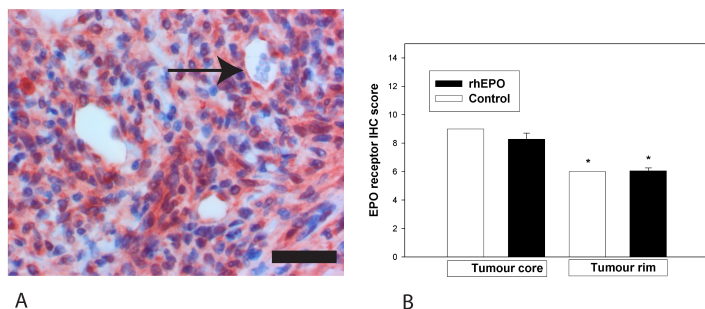 14
12
10
8
6
4
2
0
EPO receptor IHC score
rhEPO
Control
*
*
Tumour core
Tumour rim
A
B